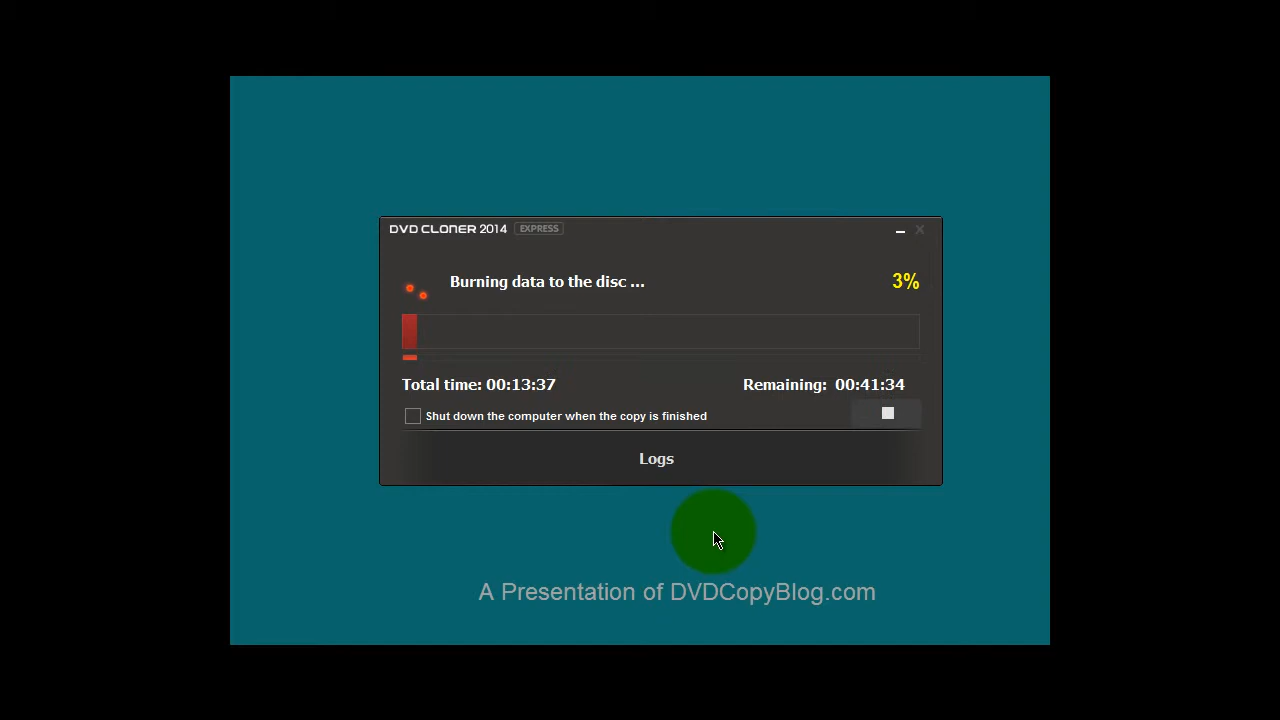 DVD CLONER 2014 EXPRESS
Burning data to the disc ... 3%
Total time: 00:13:37 Remaining: 00:41:34
Shut down the computer when the copy is finished
Logs
A Presentation of DVDCopyBlog.com